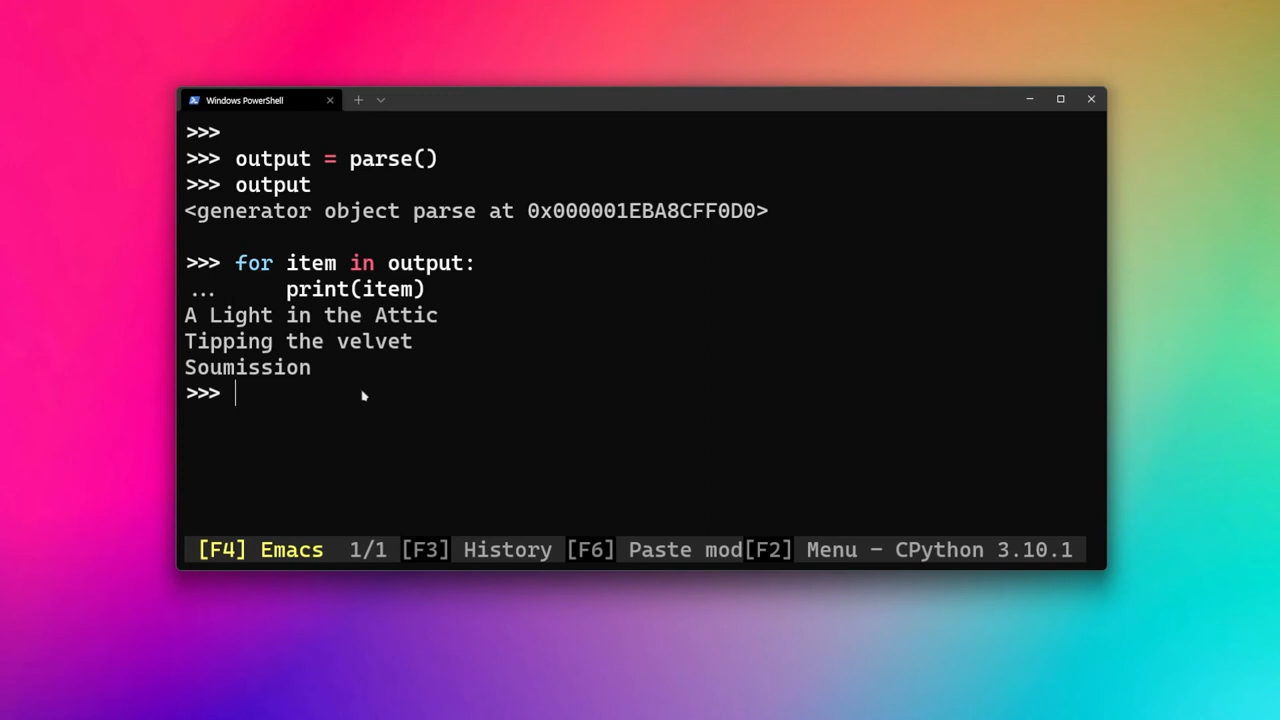 Windows PowerShell
>>>
>>> output = parse()
>>> output
<generator object parse at 0x000001EBA8CFF0D0>
>>> for item in output:
...     print(item)
A Light in the Attic
Tipping the velvet
Soumission
>>>
[F4] Emacs  1/1 [F3] History [F6] Paste mod[F2] Menu - CPython 3.10.1